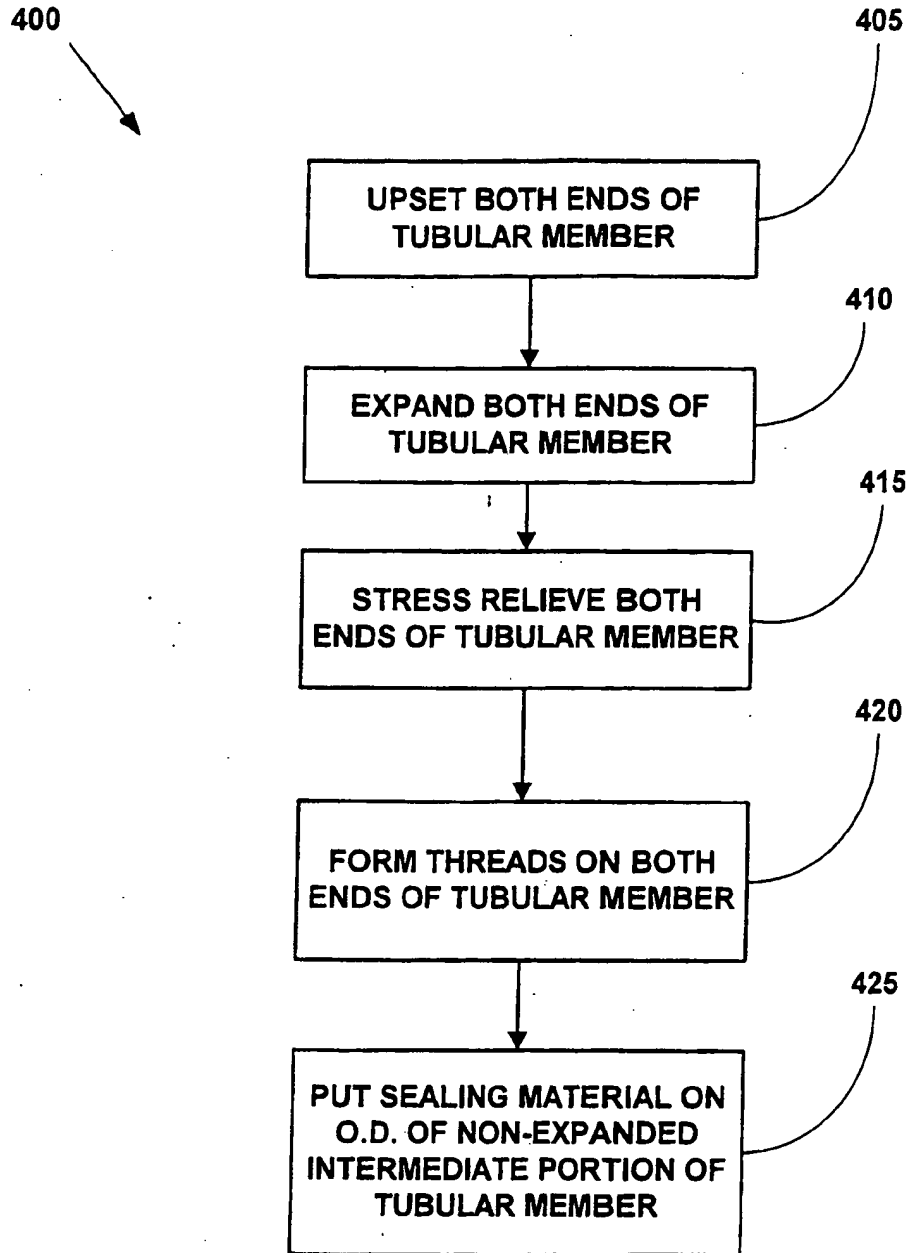 400
405
UPSET BOTH ENDS OF
TUBULAR MEMBER
410
EXPAND BOTH ENDS OF
TUBULAR MEMBER
415
STRESS RELIEVE BOTH
ENDS OF TUBULAR MEMBER
420
FORM THREADS ON BOTH
ENDS OF TUBULAR MEMBER
425
PUT SEALING MATERIAL ON
O.D. OF NON-EXPANDED
INTERMEDIATE PORTION OF
TUBULAR MEMBER